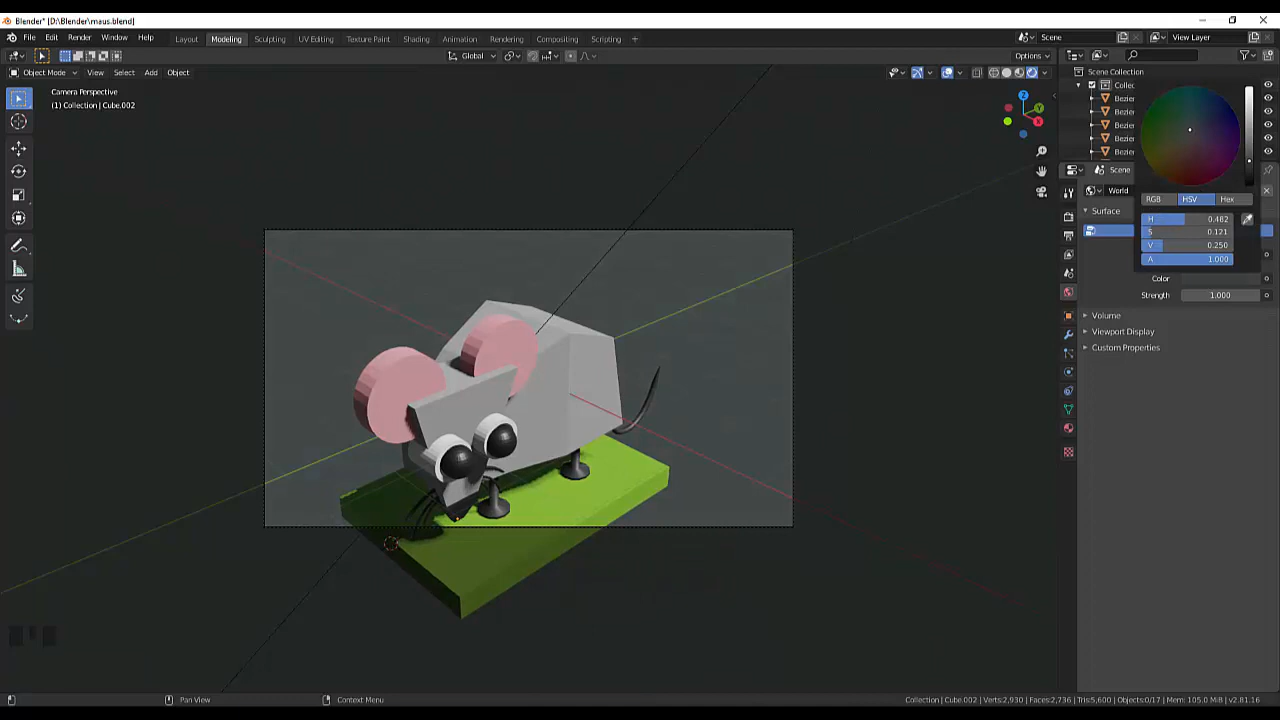 Blender* [D:\Blender\maus.blend]
File Edit Render Window Help Layout Modeling Sculpting UV Editing Texture Paint Shading Animation Rendering Compositing Scripting + Scene View Layer
Global Options
Object Mode View Select Add Object
Camera Perspective
(1) Collection | Cube.002
Scene Collection
Collec
Bezier
Bezier
Bezier
Bezier
Bezier
Scene
World
RGB HSV Hex
Surface
H 0.482
S 0.121
V 0.250
A 1.000
Color
Strength 1.000
Volume
Viewport Display
Custom Properties
Z
Y
X
Pan View Context Menu Collection | Cube.002 | Verts:2,930 | Faces:2,736 | Tris:5,600 | Objects:0/17 | Mem: 105.0 MiB | v2.81.16